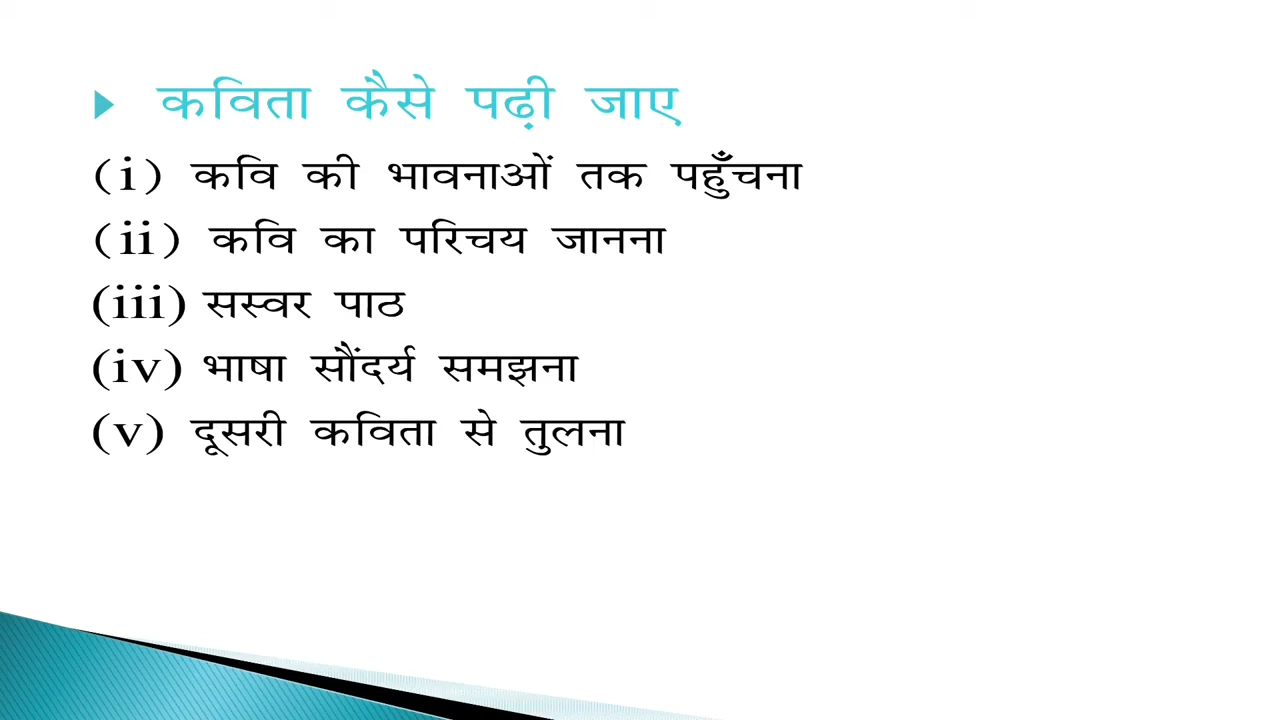 कविता कैसे पढ़ी जाए
(i) कवि की भावनाओं तक पहुँचना
(ii) कवि का परिचय जानना
(iii) सस्वर पाठ
(iv) भाषा सौंदर्य समझना
(v) दूसरी कविता से तुलना